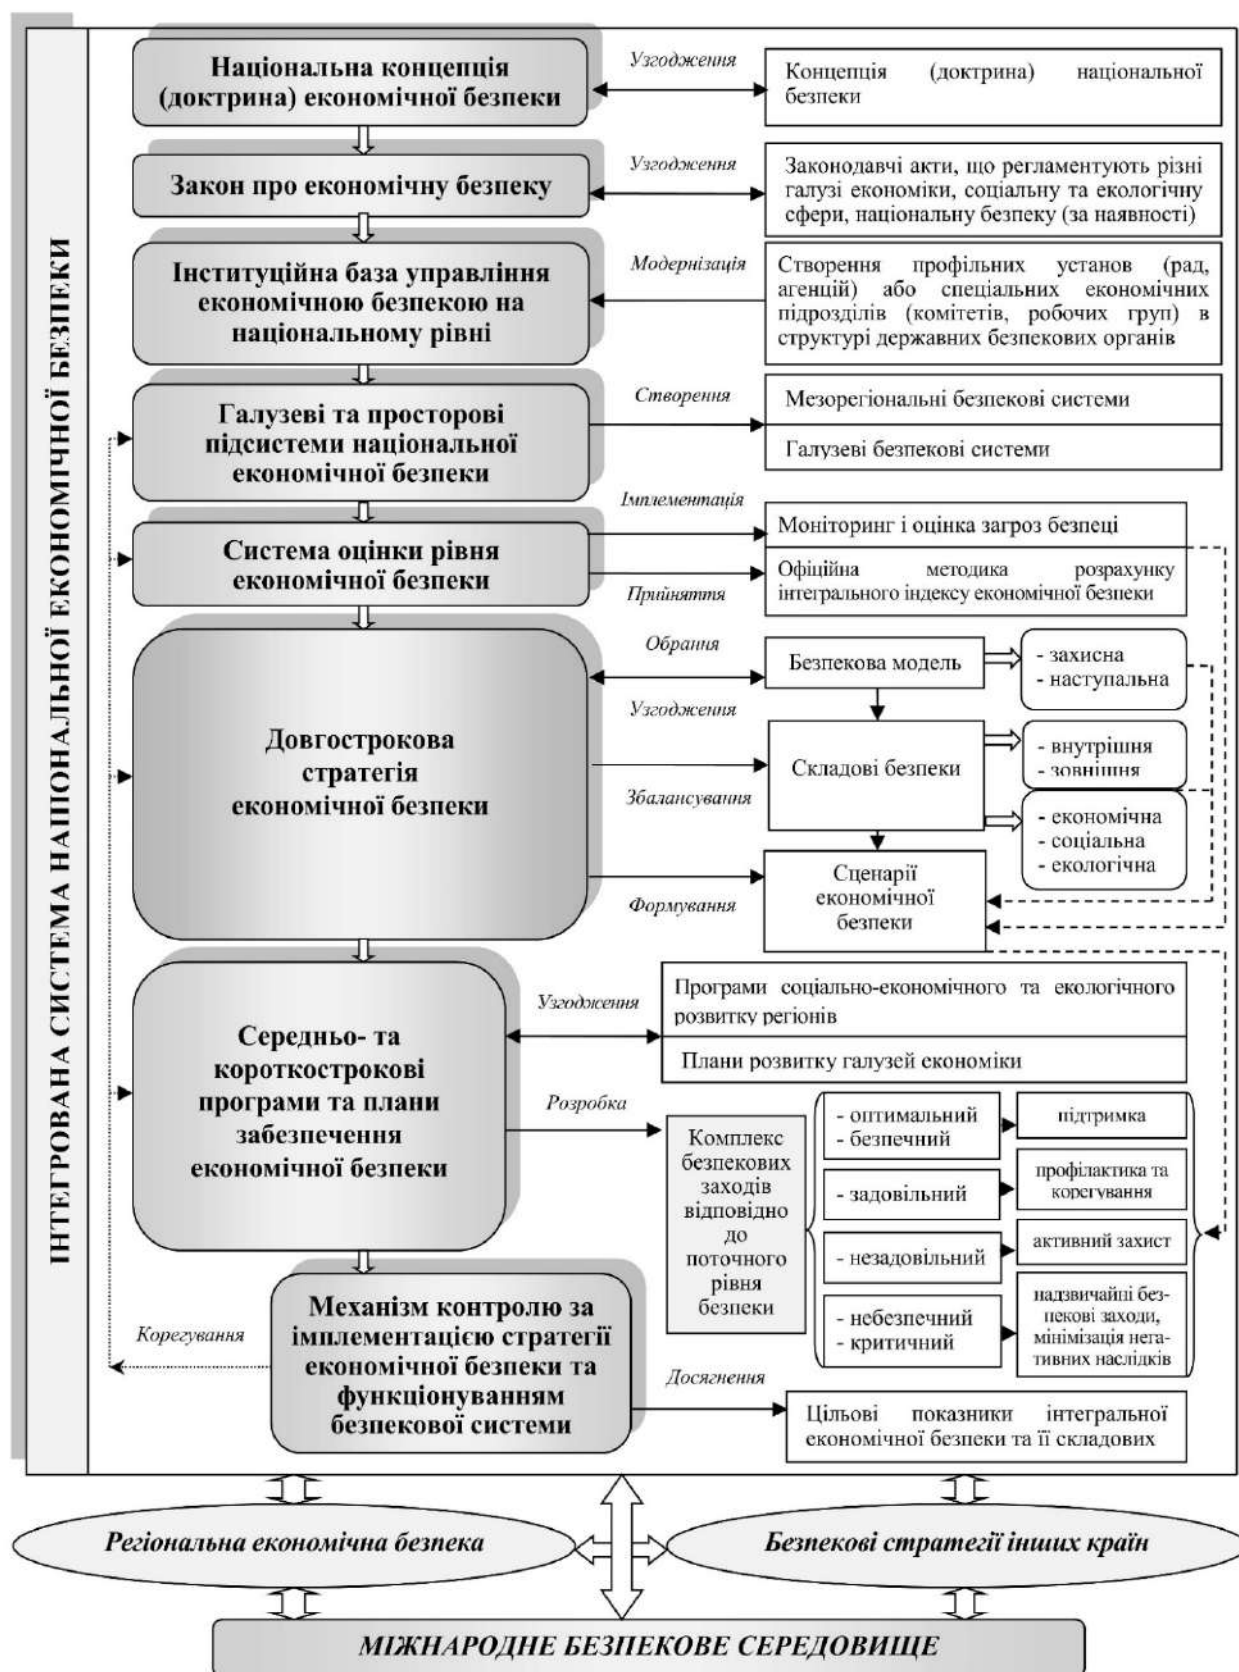 ІНТЕГРОВАНА СИСТЕМА НАЦІОНАЛЬНОЇ ЕКОНОМІЧНОЇ БЕЗПЕКИ
Національна концепція
(доктрина) економічної безпеки
Узгодження
Концепція (доктрина) національної
безпеки
Закон про економічну безпеку
Узгодження
Законодавчі акти, що регламентують різні
галузі економіки, соціальну та екологічну
сфери, національну безпеку (за наявності)
Інституційна база управління
економічною безпекою на
національному рівні
Модернізація
Створення профільних установ (рад,
агенцій) або спеціальних економічних
підрозділів (комітетів, робочих груп) в
структурі державних безпекових органів
Галузеві та просторові
підсистеми національної
економічної безпеки
Створення
Мезорегіональні безпекові системи
Галузеві безпекові системи
Система оцінки рівня
економічної безпеки
Імплементація
Моніторинг і оцінка загроз безпеці
Прийняття
Офіційна методика розрахунку
інтегрального індексу економічної безпеки
Довгострокова
стратегія
економічної безпеки
Обрання
Безпекова модель
- захисна
- наступальна
Узгодження
Складові безпеки
- внутрішня
- зовнішня
Збалансування
- економічна
- соціальна
- екологічна
Формування
Сценарії
економічної
безпеки
Середньо- та
короткострокові
програми та плани
забезпечення
економічної безпеки
Узгодження
Програми соціально-економічного та екологічного
розвитку регіонів
Плани розвитку галузей економіки
Розробка
Комплекс
безпекових
заходів
відповідно
до
поточного
рівня
безпеки
- оптимальний
- безпечний
підтримка
- задовільний
профілактика та
корегування
- незадовільний
активний захист
- небезпечний
- критичний
надзвичайні без-
пекові заходи,
мінімізація нега-
тивних наслідків
Механізм контролю за
імплементацією стратегії
економічної безпеки та
функціонуванням
безпекової системи
Корегування
Досягнення
Цільові показники інтегральної
економічної безпеки та її складових
Регіональна економічна безпека
Безпекові стратегії інших країн
МІЖНАРОДНЕ БЕЗПЕКОВЕ СЕРЕДОВИЩЕ